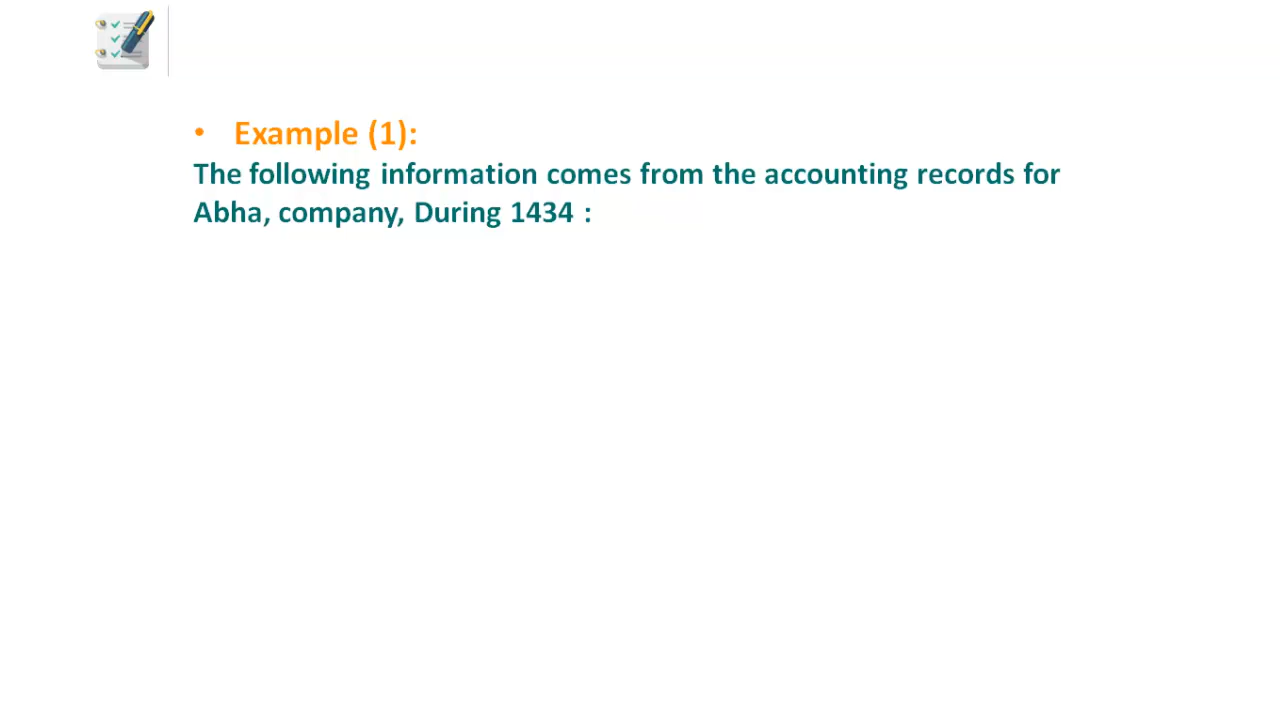 • Example (1):
The following information comes from the accounting records for
Abha, company, During 1434 :